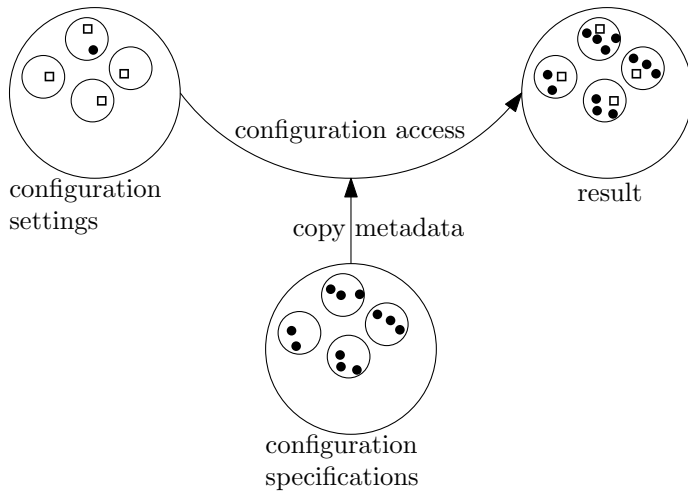 configuration access
configuration
settings
result
copy metadata
configuration
specifications